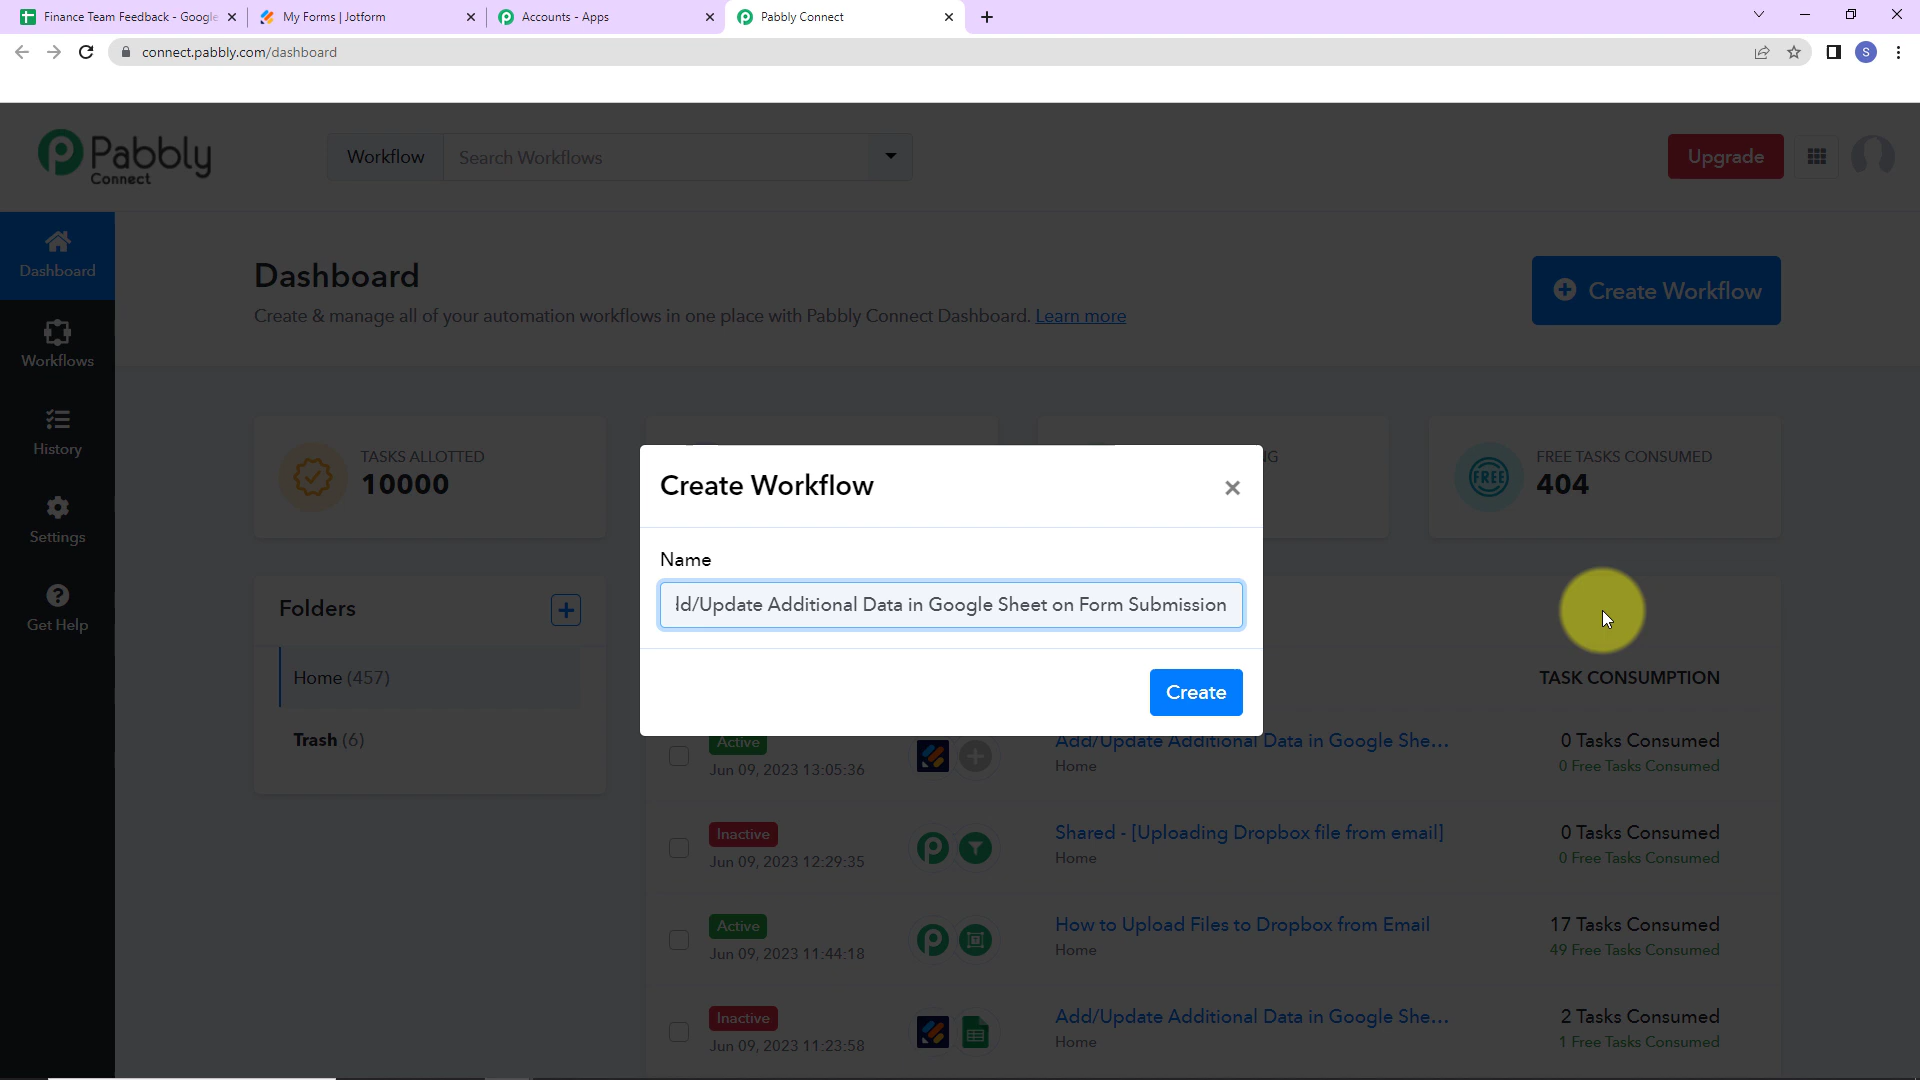 Finance Team Feedback - Google
My Forms | Jotform
Accounts - Apps
Pabbly Connect
connect.pabbly.com/dashboard
S
Pabbly
Connect
Workflow
Search Workflows
Upgrade
Dashboard
Workflows
History
Settings
Get Help
Dashboard
Create & manage all of your automation workflows in one place with Pabbly Connect Dashboard. Learn more
Create Workflow
TASKS ALLOTTED
10000
NG
FREE
FREE TASKS CONSUMED
404
Create Workflow
Name
dd/Update Additional Data in Google Sheet on Form Submission
Create
Folders
Home (457)
Trash (6)
TASK CONSUMPTION
Active
Jun 09, 2023 13:05:36
Add/Update Additional Data in Google She...
Home
0 Tasks Consumed
0 Free Tasks Consumed
Inactive
Jun 09, 2023 12:29:35
Shared - [Uploading Dropbox file from email]
Home
0 Tasks Consumed
0 Free Tasks Consumed
Active
Jun 09, 2023 11:44:18
How to Upload Files to Dropbox from Email
Home
17 Tasks Consumed
49 Free Tasks Consumed
Inactive
Jun 09, 2023 11:23:58
Add/Update Additional Data in Google She...
Home
2 Tasks Consumed
1 Free Tasks Consumed